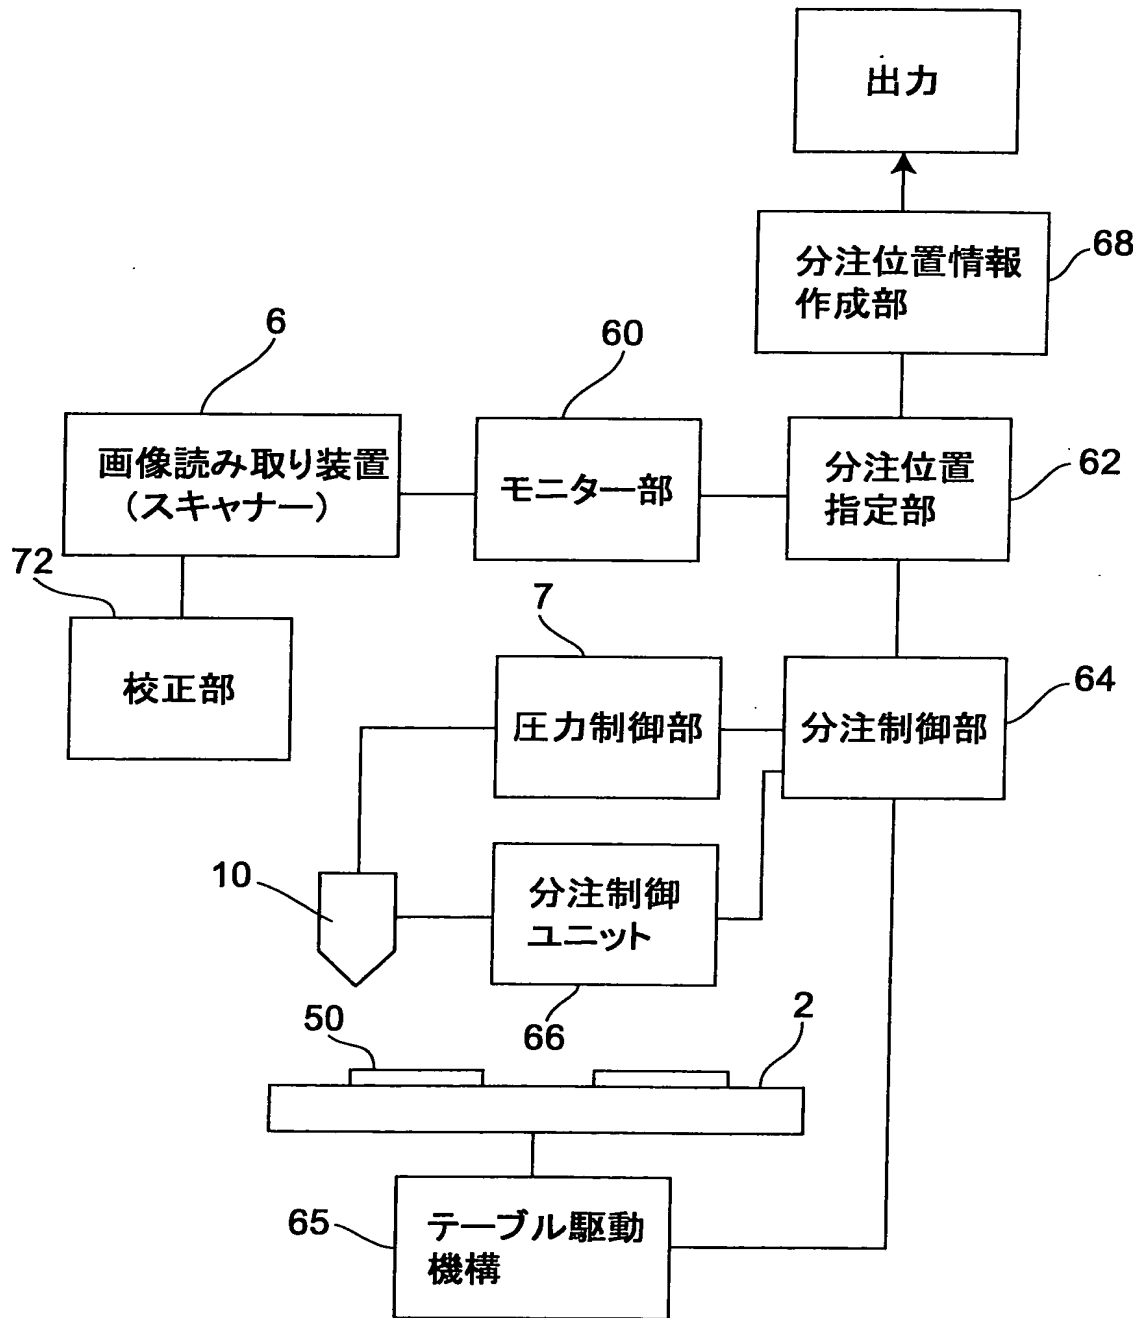 出力
68
分注位置情報
作成部
6
60
画像読み取り装置
(スキャナー)
モニター部
分注位置
指定部
62
72
校正部
7
圧力制御部
分注制御部
64
10
分注制御
ユニット
66
50
2
65
テーブル駆動
機構